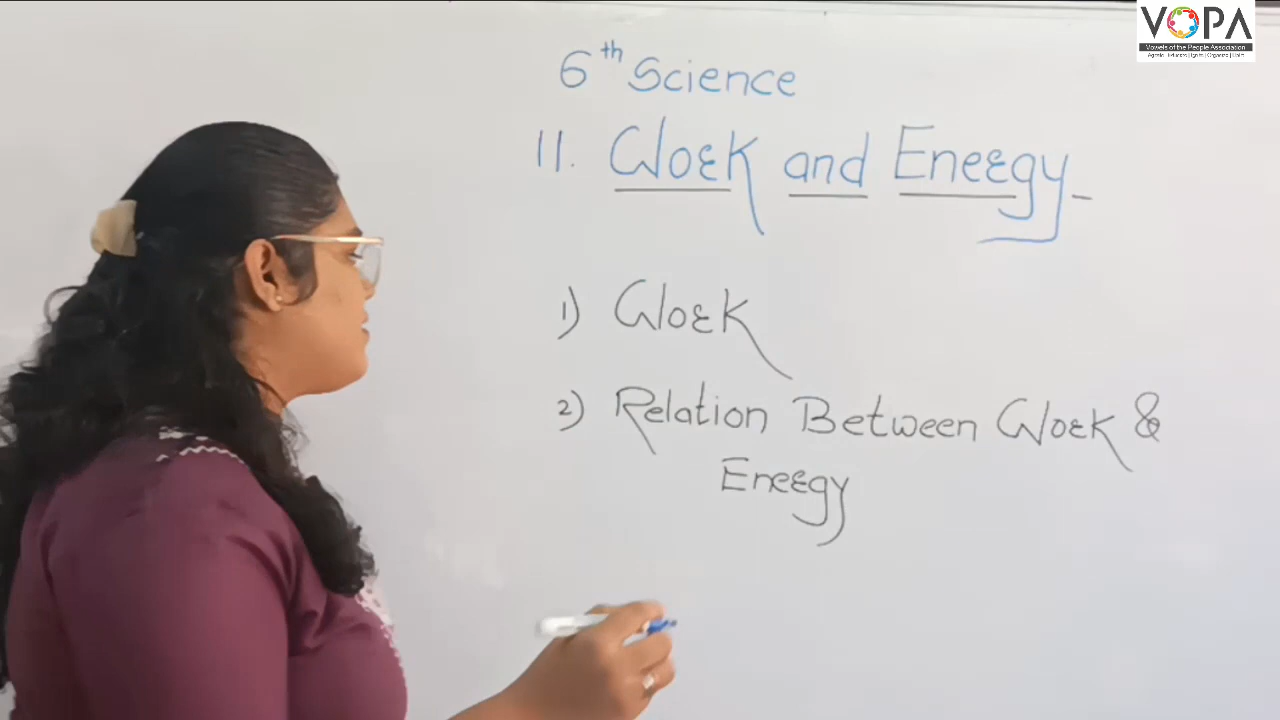 VOPA
Vowels of the People Association
6th Science
11. Work and Energy
1) Work
2) Relation Between Work &
Energy